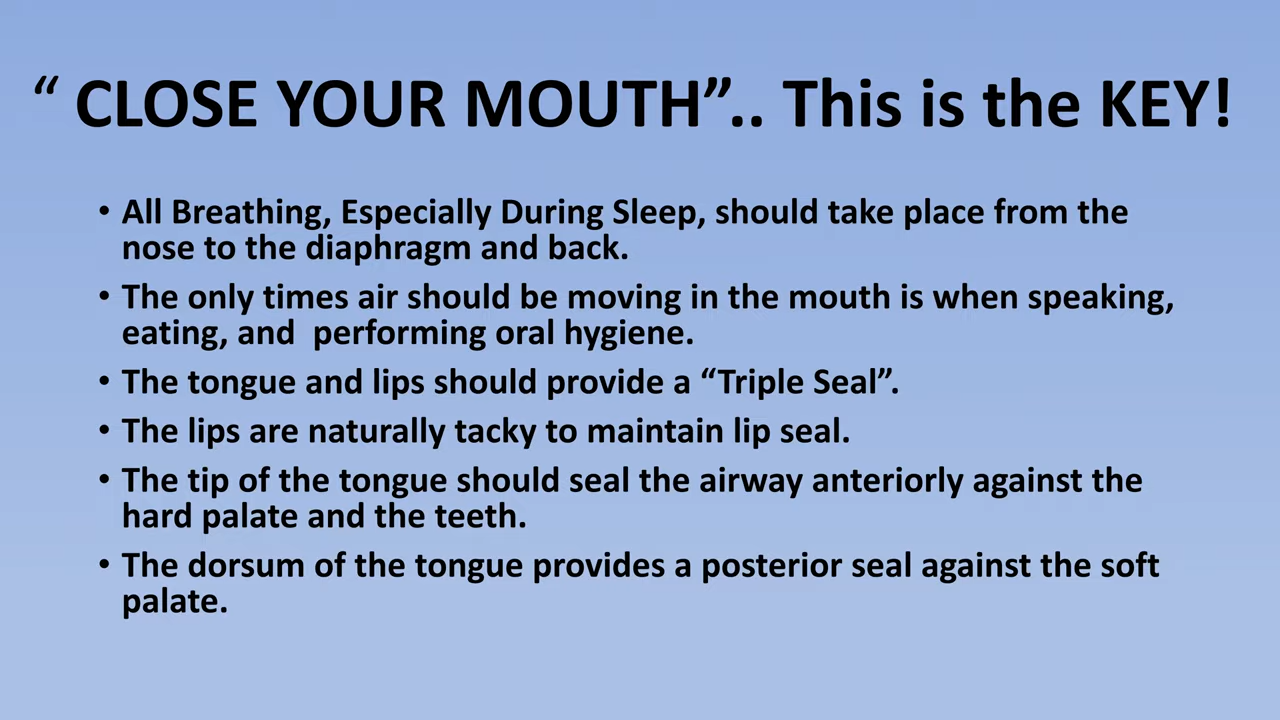 “ CLOSE YOUR MOUTH”.. This is the KEY!
• All Breathing, Especially During Sleep, should take place from the
nose to the diaphragm and back.
• The only times air should be moving in the mouth is when speaking,
eating, and  performing oral hygiene.
• The tongue and lips should provide a “Triple Seal”.
• The lips are naturally tacky to maintain lip seal.
• The tip of the tongue should seal the airway anteriorly against the
hard palate and the teeth.
• The dorsum of the tongue provides a posterior seal against the soft
palate.